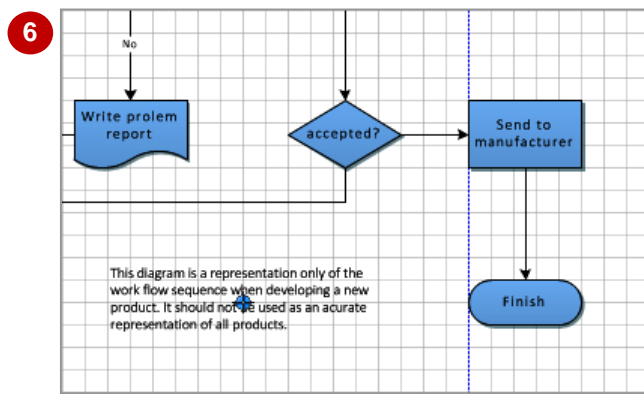 6
No
Write prolem
report
accepted?
Send to
manufacturer
This diagram is a representation only of the
work flow sequence when developing a new
product. It should not be used as an acurate
representation of all products.
Finish